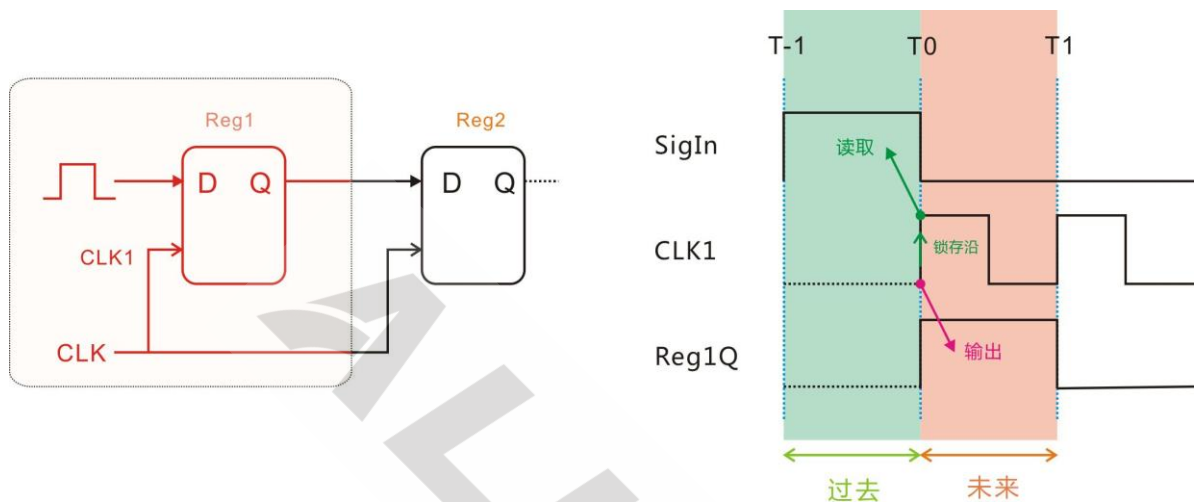 Reg1
Reg2
D Q
D Q
CLK1
CLK
T-1 T0 T1
SigIn
读取
CLK1
锁存沿
Reg1Q
输出
过去 未来